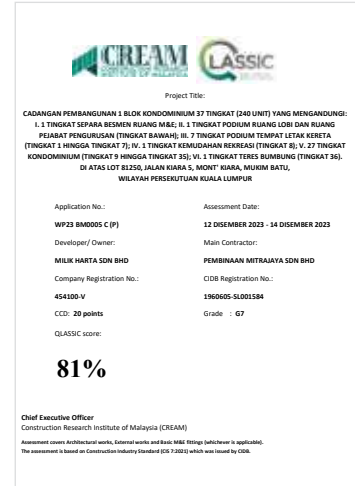 CREAM
INSTITUTE OF MALAYSIA
QLASSIC
Project Title:
CADANGAN PEMBANGUNAN 1 BLOK KONDOMINIUM 37 TINGKAT (240 UNIT) YANG MENGANDUNGI:
I. 1 TINGKAT SEPARA BESMEN RUANG M&E; II. 1 TINGKAT PODIUM RUANG LOBI DAN RUANG
PEJABAT PENGURUSAN (TINGKAT BAWAH); III. 7 TINGKAT PODIUM TEMPAT LETAK KERETA
(TINGKAT 1 HINGGA TINGKAT 7); IV. 1 TINGKAT KEMUDAHAN REKREASI (TINGKAT 8); V. 27 TINGKAT
KONDOMINIUM (TINGKAT 9 HINGGA TINGKAT 35); VI. 1 TINGKAT TERES BUMBUNG (TINGKAT 36).
DI ATAS LOT 81250, JALAN KIARA 5, MONT' KIARA, MUKIM BATU,
WILAYAH PERSEKUTUAN KUALA LUMPUR
Application No.: Assessment Date:
WP23 BM0005 C (P) 12 DISEMBER 2023 - 14 DISEMBER 2023
Developer/ Owner: Main Contractor:
MILIK HARTA SDN BHD PEMBINAAN MITRAJAYA SDN BHD
Company Registration No.: CIDB Registration No.:
454100-V 1960605-SL001584
CCD: 20 points Grade : G7
QLASSIC score:
81%
Chief Executive Officer
Construction Research Institute of Malaysia (CREAM)
Assessment covers Architectural works, External works and Basic M&E fittings (whichever is applicable).
The assessment is based on Construction Industry Standard (CIS 7:2021) which was issued by CIDB.